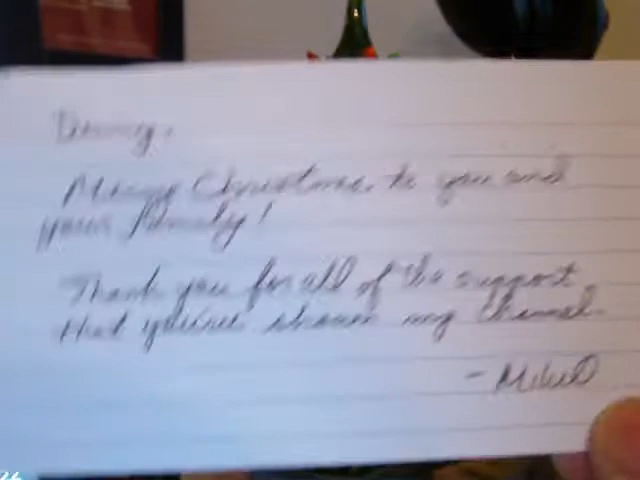 Merry Christmas to you and
your family!
Thank you for all of the support
that you've shown my channel.